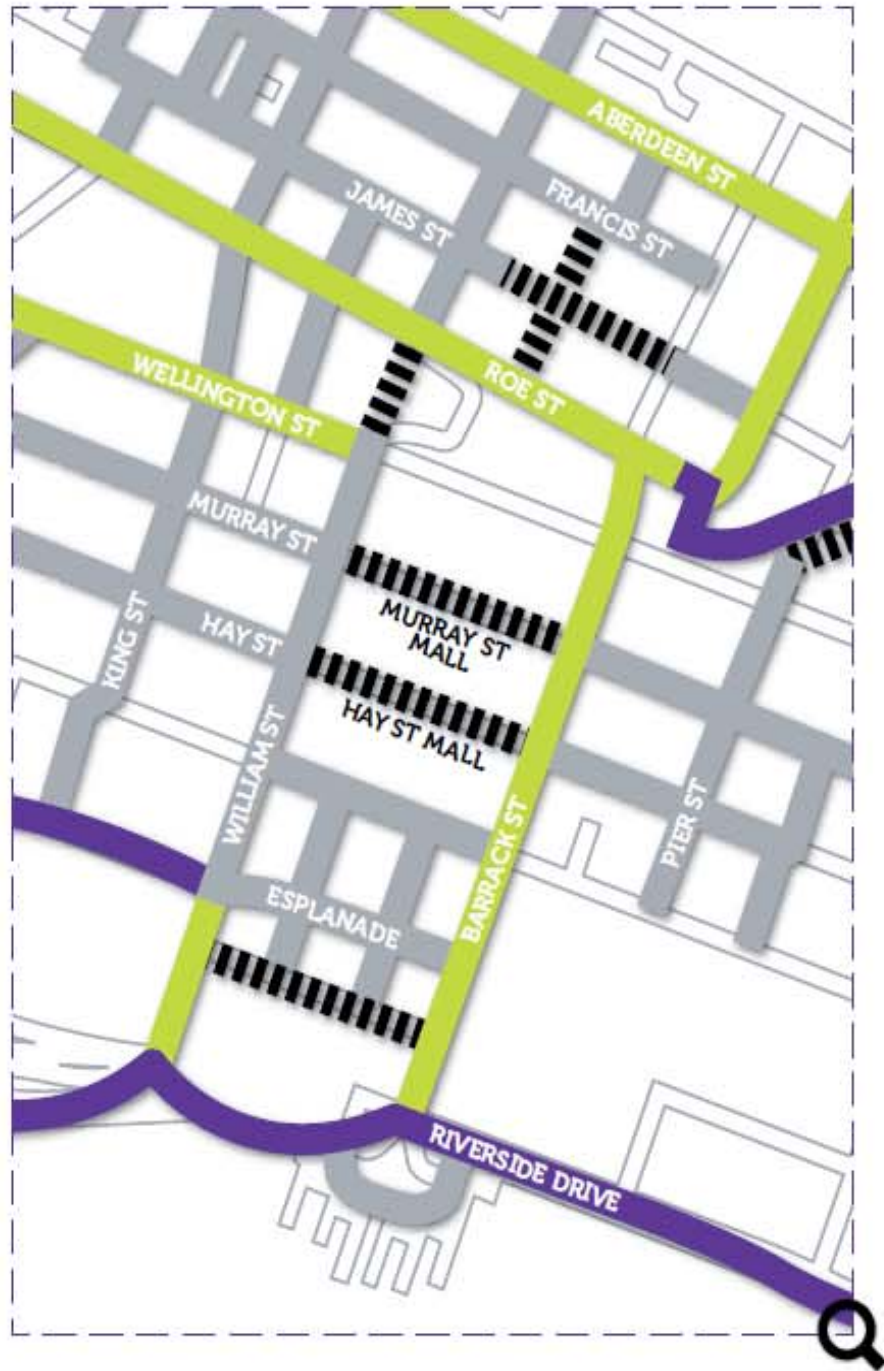 ABERDEEN ST
FRANCIS ST
JAMES ST
ROE ST
WELLINGTON ST
MURRAY ST
MURRAY ST
MALL
HAY ST
KING ST
HAY ST MALL
WILLIAM ST
PIER ST
BARRACK ST
ESPLANADE
RIVERSIDE DRIVE